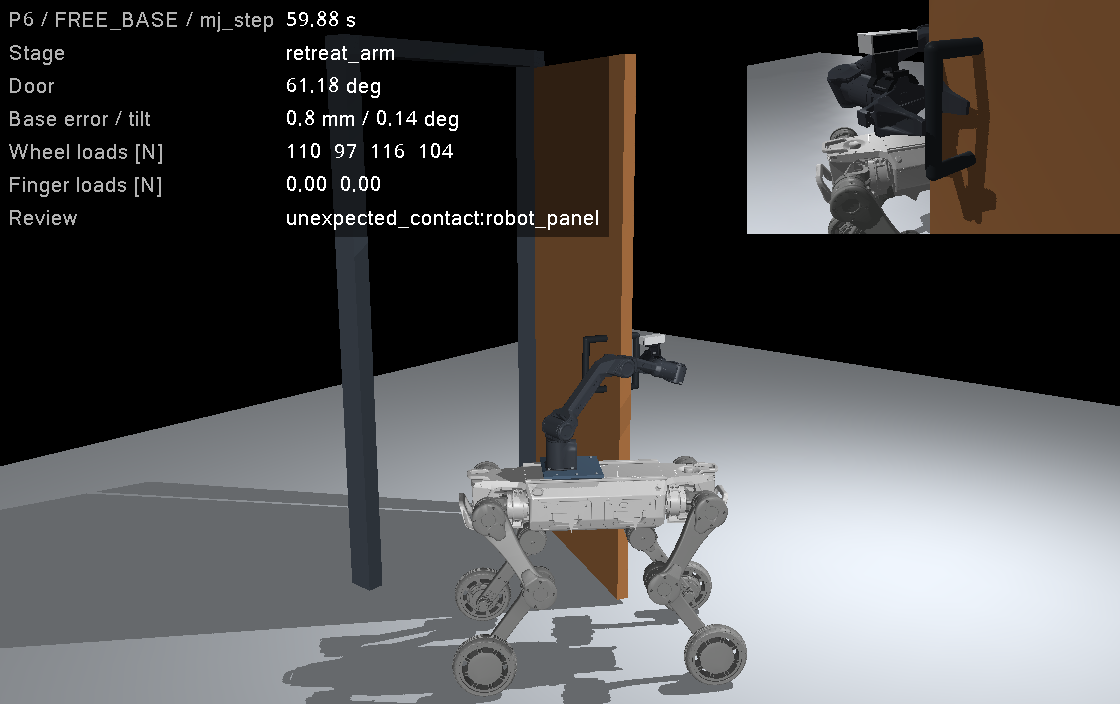 P6 / FREE_BASE / mj_step 59.88 s
Stage retreat_arm
Door 61.18 deg
Base error / tilt 0.8 mm / 0.14 deg
Wheel loads [N] 110 97 116 104
Finger loads [N] 0.00 0.00
Review unexpected_contact:robot_panel